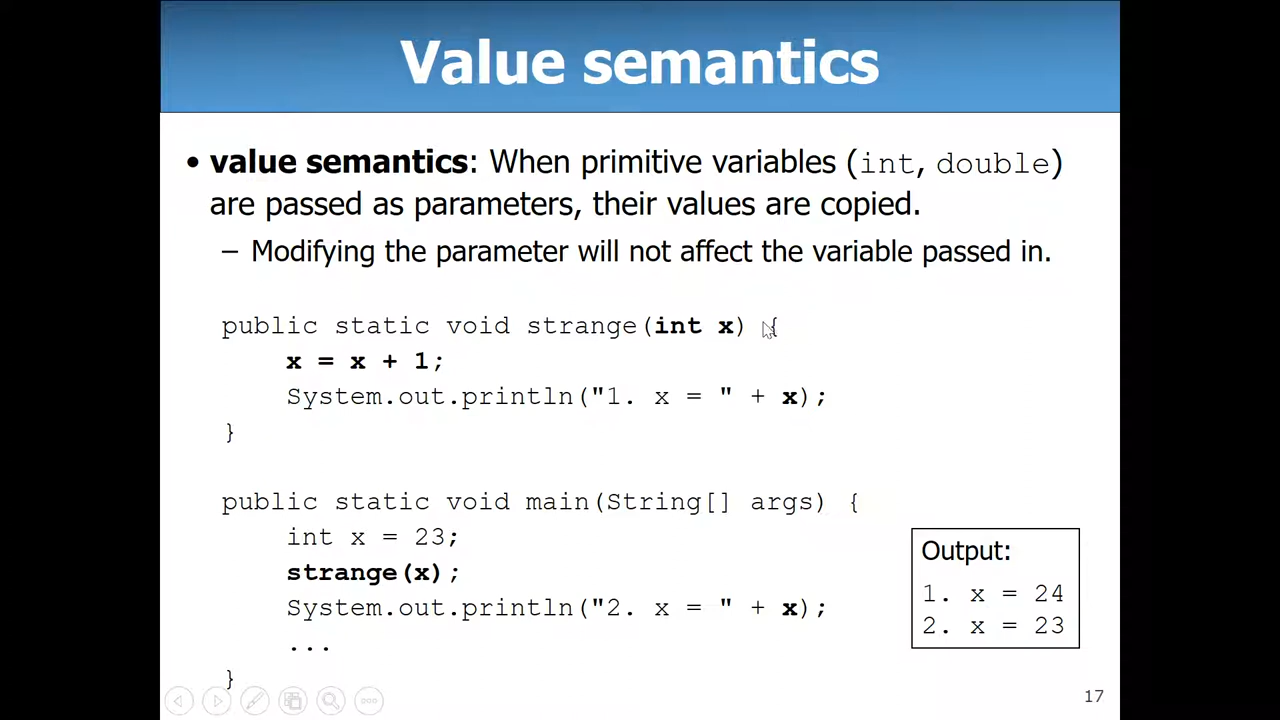 Value semantics
• value semantics: When primitive variables (int, double)
are passed as parameters, their values are copied.
– Modifying the parameter will not affect the variable passed in.
public static void strange(int x) {
    x = x + 1;
    System.out.println("1. x = " + x);
}
public static void main(String[] args) {
    int x = 23;
    strange(x);
    System.out.println("2. x = " + x);
    ...
}
Output:
1. x = 24
2. x = 23
17